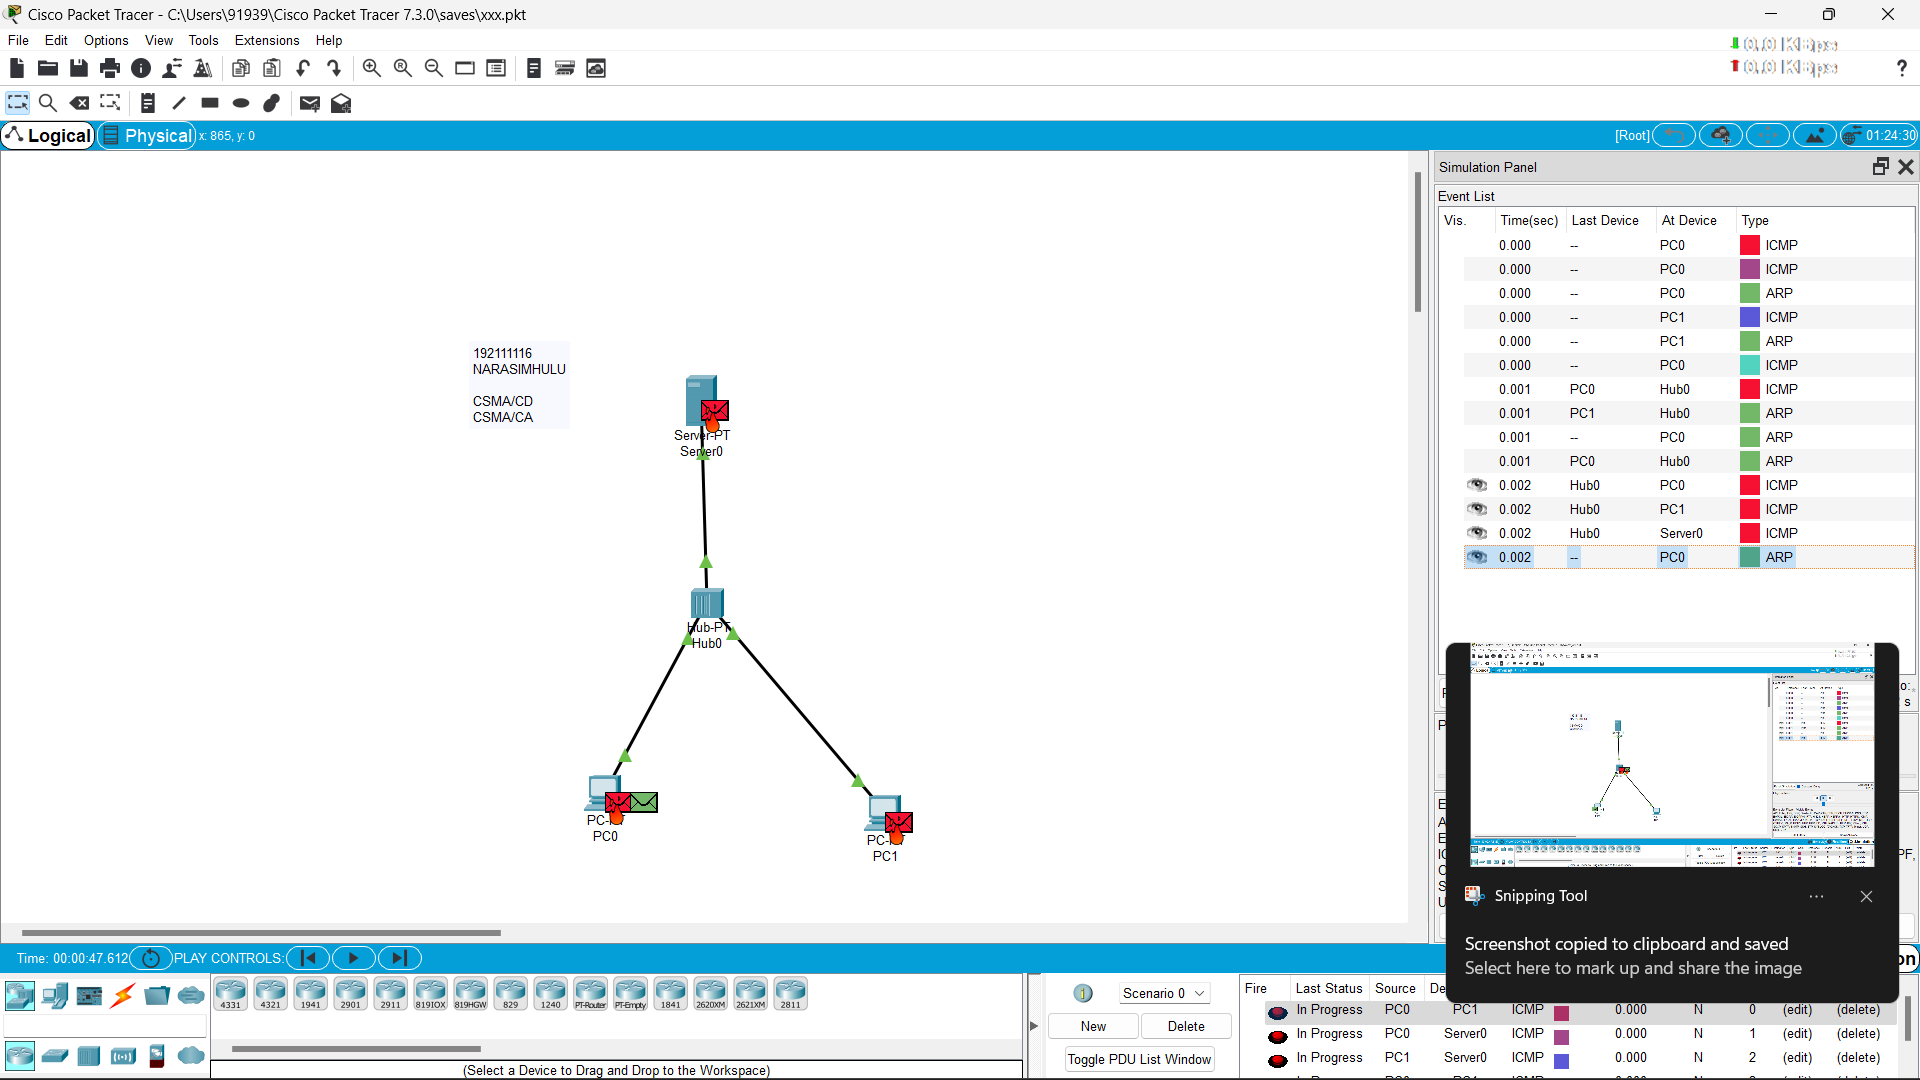 Cisco Packet Tracer - C:\Users\91939\Cisco Packet Tracer 7.3.0\saves\xxx.pkt
File Edit Options View Tools Extensions Help
0.0 KBps
0.0 KBps
?
Logical Physical x: 865, y: 0 [Root] 01:24:30
Simulation Panel
Event List
Vis. Time(sec) Last Device At Device Type
0.000 -- PC0 ICMP
0.000 -- PC0 ICMP
0.000 -- PC0 ARP
0.000 -- PC1 ICMP
0.000 -- PC1 ARP
0.000 -- PC0 ICMP
0.001 PC0 Hub0 ICMP
0.001 PC1 Hub0 ARP
0.001 -- PC0 ARP
0.001 PC0 Hub0 ARP
0.002 Hub0 PC0 ICMP
0.002 Hub0 PC1 ICMP
0.002 Hub0 Server0 ICMP
0.002 -- PC0 ARP
192111116
NARASIMHULU
CSMA/CD
CSMA/CA
Server-PT
Server0
Hub-PT
Hub0
PC0
PC1
Snipping Tool
Screenshot copied to clipboard and saved
Select here to mark up and share the image
Time: 00:00:47.612 PLAY CONTROLS:
4331 4321 1941 2901 2911 819IOX 819HGW 829 1240 PT-Router PT-Empty 1841 2620XM 2621XM 2811
(Select a Device to Drag and Drop to the Workspace)
Scenario 0
New Delete
Toggle PDU List Window
Fire Last Status Source
In Progress PC0 PC1 ICMP 0.000 N 0 (edit) (delete)
In Progress PC0 Server0 ICMP 0.000 N 1 (edit) (delete)
In Progress PC1 Server0 ICMP 0.000 N 2 (edit) (delete)